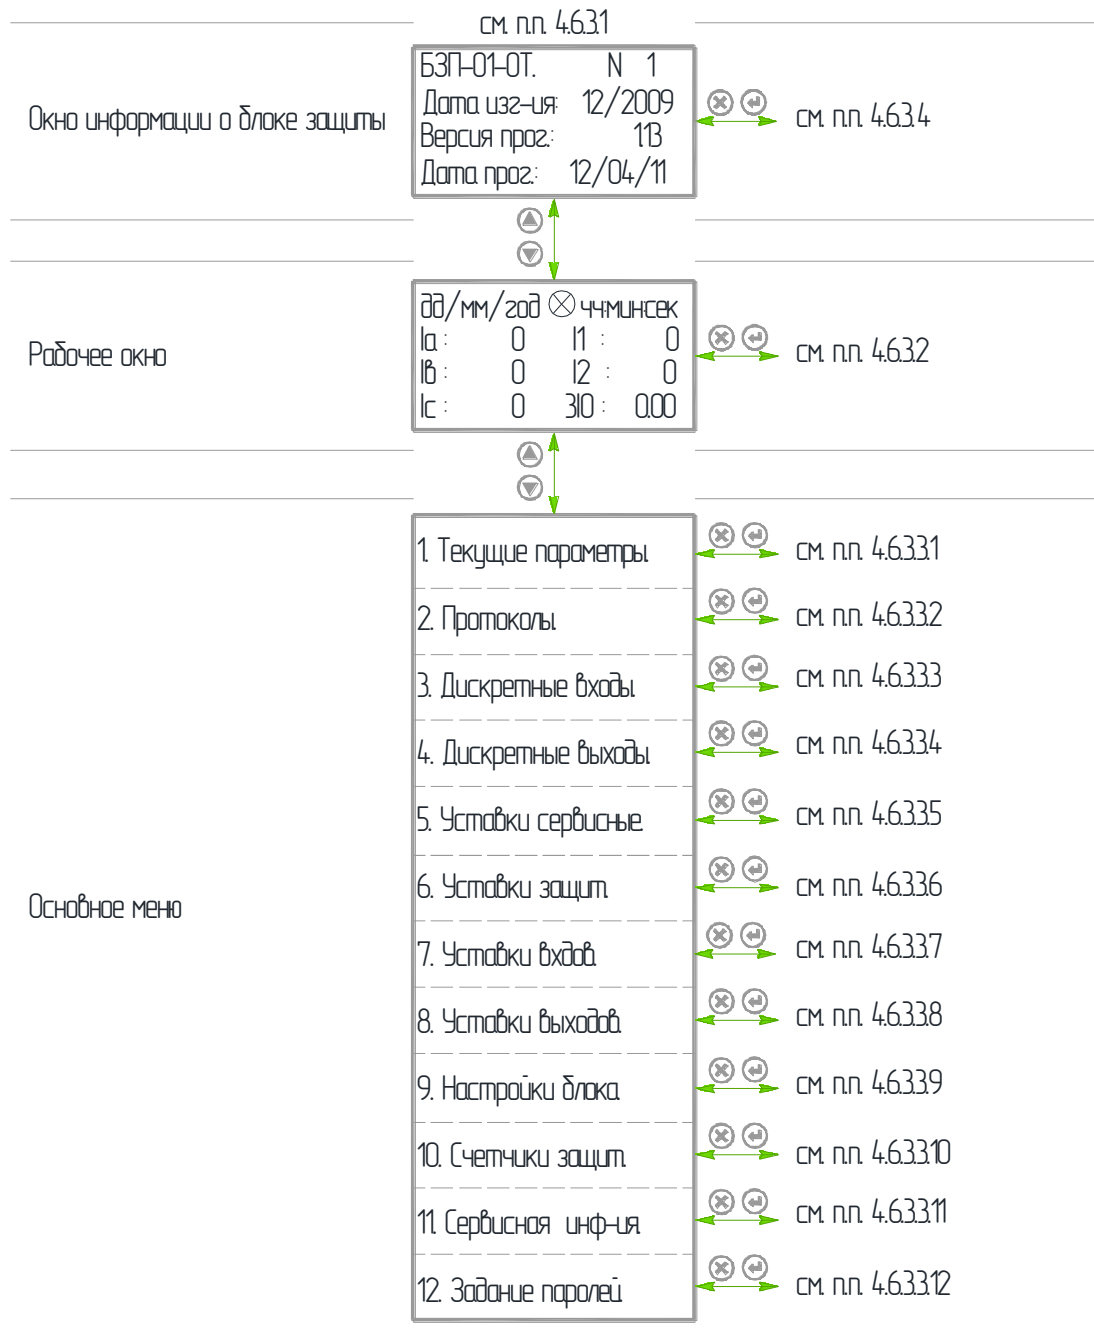 см. п.п. 4.6.3.1
БЗП-01-ОТ. N 1
Дата изг-ия: 12/2009
Окно информации о блоке защиты
см. п.п. 4.6.3.4
Версия прог.: 1.13
Дата прог.: 12/04/11
дд/мм/год чч:мин:сек
Iа : 0 I1 : 0
Рабочее окно
см. п.п. 4.6.3.2
Iв : 0 I2 : 0
Iс : 0 3I0 : 0.00
Основное меню
1. Текущие параметры.
см. п.п. 4.6.3.3.1
2. Протоколы.
см. п.п. 4.6.3.3.2
3. Дискретные входы.
см. п.п. 4.6.3.3.3
4. Дискретные выходы.
см. п.п. 4.6.3.3.4
5. Уставки сервисные.
см. п.п. 4.6.3.3.5
6. Уставки защит.
см. п.п. 4.6.3.3.6
7. Уставки вхдов.
см. п.п. 4.6.3.3.7
8. Уставки выходов.
см. п.п. 4.6.3.3.8
9. Настройки блока.
см. п.п. 4.6.3.3.9
10. Счетчики защит.
см. п.п. 4.6.3.3.10
11. Сервисная инф-ия.
см. п.п. 4.6.3.3.11
12. Задание паролей.
см. п.п. 4.6.3.3.12